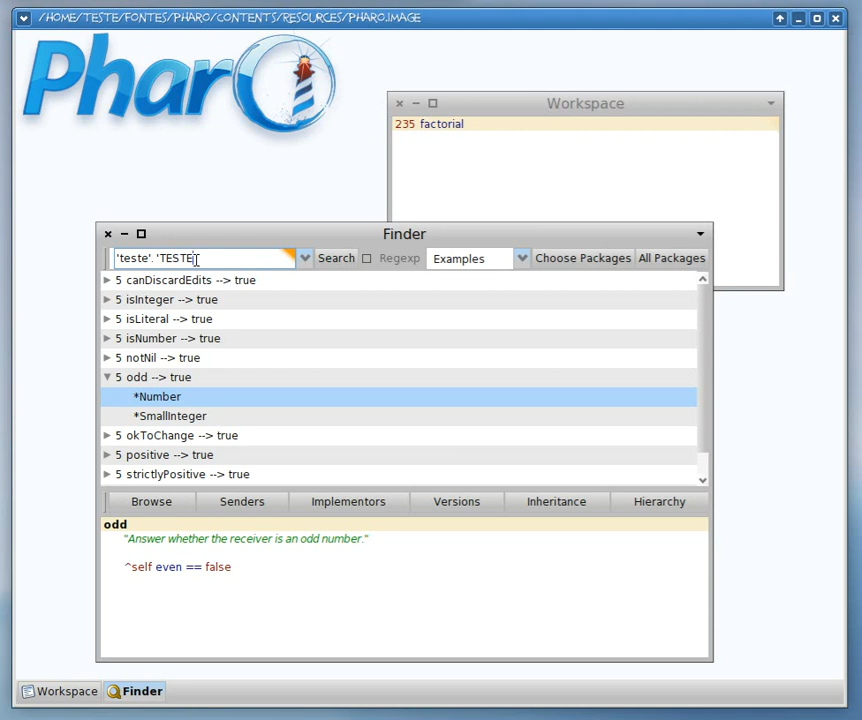 /HOME/TESTE/FONTES/PHARO/CONTENTS/RESOURCES/PHARO.IMAGE
Pharo
Workspace
235 factorial
Finder
'teste'. 'TESTE
Search
Regexp
Examples
Choose Packages
All Packages
5 canDiscardEdits --> true
5 isInteger --> true
5 isLiteral --> true
5 isNumber --> true
5 notNil --> true
5 odd --> true
*Number
*SmallInteger
5 okToChange --> true
5 positive --> true
5 strictlyPositive --> true
Browse
Senders
Implementors
Versions
Inheritance
Hierarchy
odd
"Answer whether the receiver is an odd number."
^self even == false
Workspace
Finder